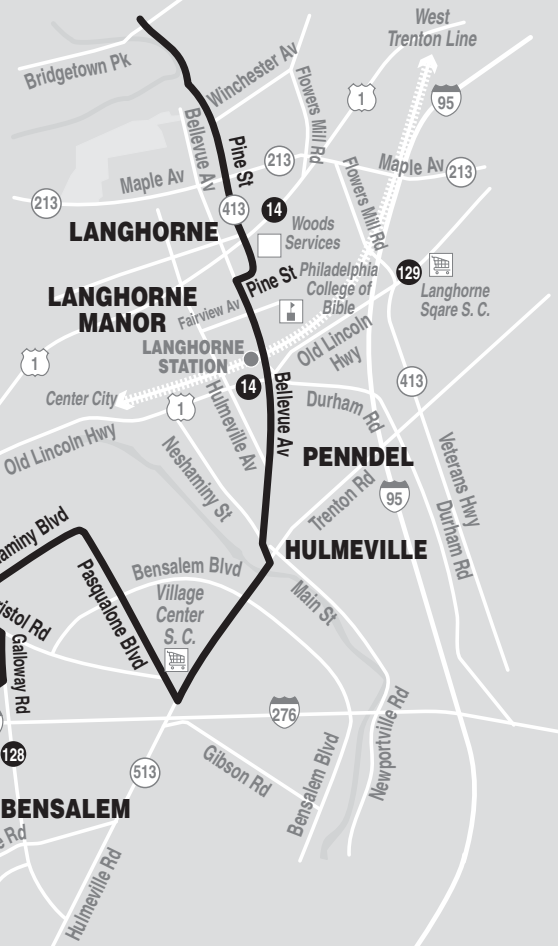 West
Trenton Line
Bridgetown Pk
Winchester Av
Flowers Mill Rd
1
95
Bellevue Av
Pine St
213
Maple Av
213
Flowers Mill Rd
Maple Av
213
413
14
LANGHORNE
Woods
Services
Pine St
Philadelphia
College of
Bible
129
Langhorne
Sqare S. C.
LANGHORNE
MANOR
Fairview Av
LANGHORNE
STATION
Old Lincoln
Hwy
1
14
Center City
1
413
Hulmeville Av
Bellevue Av
Durham Rd
Old Lincoln Hwy
Neshaminy St
PENNDEL
Trenton Rd
95
Veterans Hwy
Durham Rd
HULMEVILLE
aminy Blvd
Pasqualone Blvd
Bensalem Blvd
Village
Center
S. C.
Main St
istol Rd
Galloway Rd
276
128
513
Gibson Rd
Bensalem Blvd
Newportville Rd
BENSALEM
e Rd
Hulmeville Rd